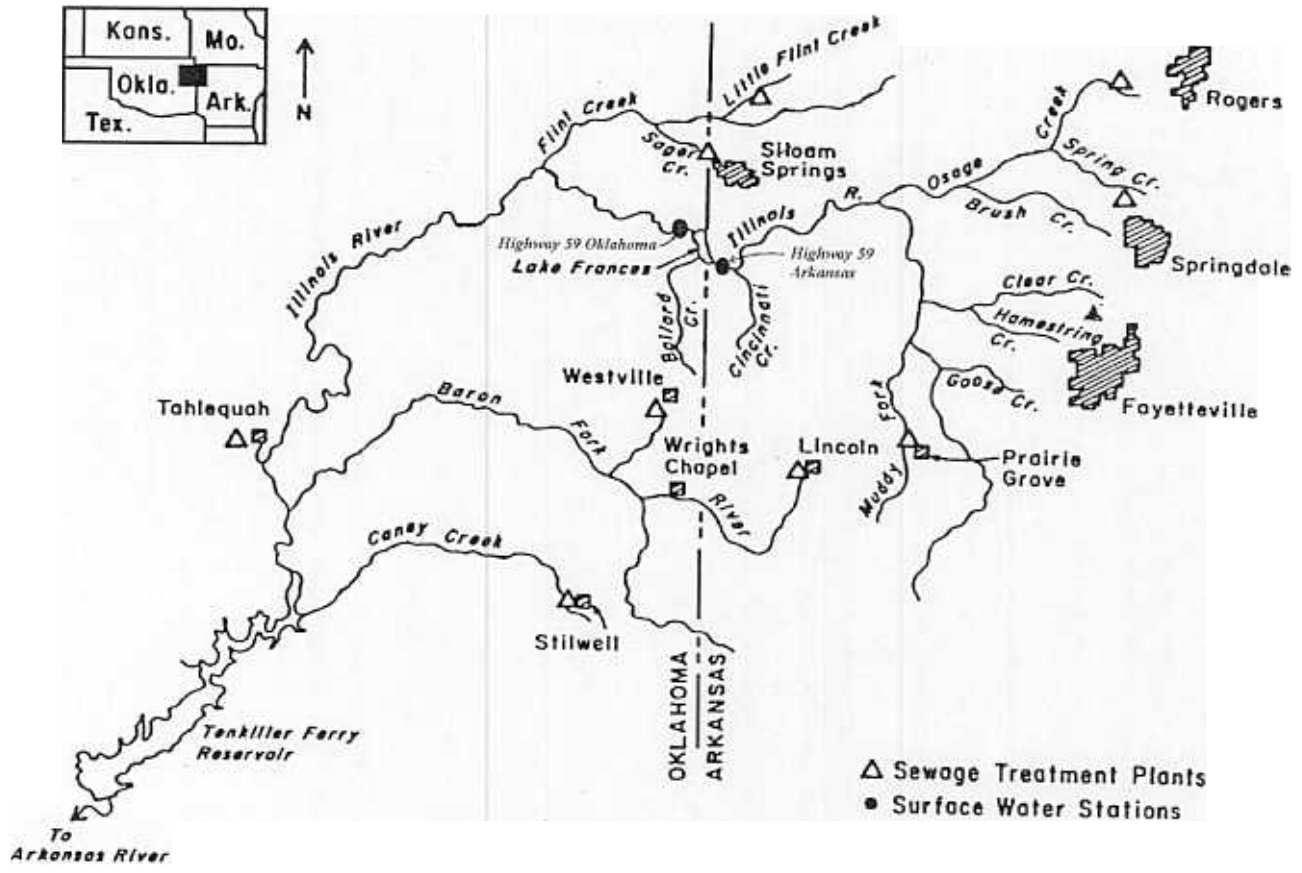 Kans.
Mo.
Okla.
Ark.
Tex.
N
Little Flint Creek
Flint Creek
Sager
Cr.
Siloam
Springs
Rogers
Creek
Osage
Spring Cr.
Brush Cr.
Springdale
Illinois R.
Illinois River
Highway 59 Oklahoma
Lake Frances
Highway 59
Arkansas
Ballard
Cr.
Cincinnati
Cr.
Clear Cr.
Hamestring
Cr.
Goose Cr.
Fayetteville
Westville
Tahlequah
Baron
Fork
River
Wrights
Chapel
Lincoln
Muddy Fork
Prairie
Grove
Caney Creek
Stilwell
OKLAHOMA
ARKANSAS
Tenkiller Ferry
Reservoir
Sewage Treatment Plants
Surface Water Stations
To
Arkansas River